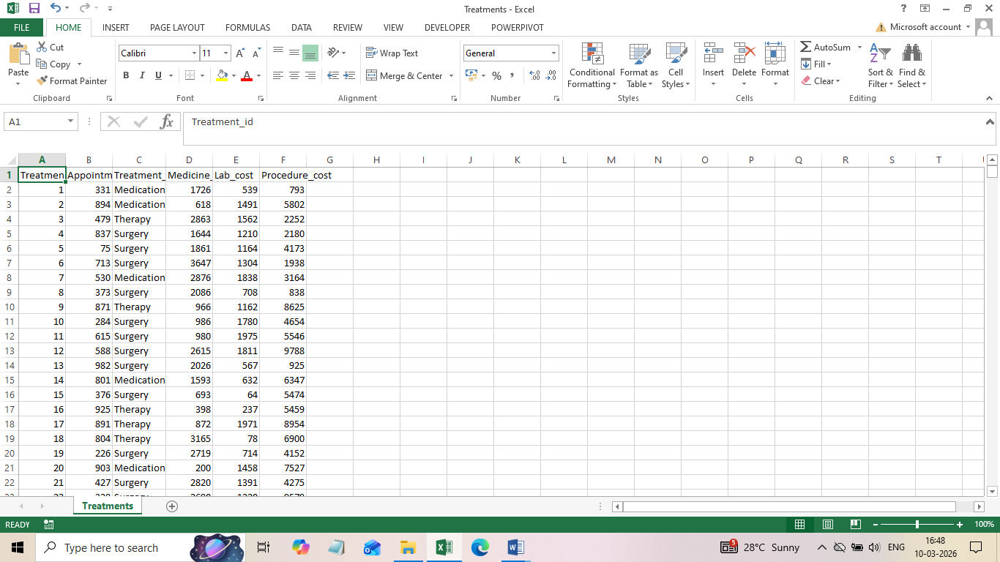 Treatments - Excel
FILE HOME INSERT PAGE LAYOUT FORMULAS DATA REVIEW VIEW DEVELOPER POWERPIVOT Microsoft account
Cut
Copy
Format Painter
Paste
Clipboard
Calibri 11
B I U A
Font
Wrap Text
Merge & Center
Alignment
General
% ,
Number
Conditional Formatting
Format as Table
Cell Styles
Styles
Insert
Delete
Format
Cells
AutoSum
Fill
Clear
Sort & Filter
Find & Select
Editing
A1 fx Treatment_id
A B C D E F G H I J K L M N O P Q R S T
1 Treatmen Appointm Treatment_ Medicine_ Lab_cost Procedure_cost
2 1 331 Medication 1726 539 793
3 2 894 Medication 618 1491 5802
4 3 479 Therapy 2863 1562 2252
5 4 837 Surgery 1644 1210 2180
6 5 75 Surgery 1861 1164 4173
7 6 713 Surgery 3647 1304 1938
8 7 530 Medication 2876 1838 3164
9 8 373 Surgery 2086 708 838
10 9 871 Therapy 966 1162 8625
11 10 284 Surgery 986 1780 4654
12 11 615 Surgery 980 1975 5546
13 12 588 Surgery 2615 1811 9788
14 13 982 Surgery 2026 567 925
15 14 801 Medication 1593 632 6347
16 15 376 Surgery 693 64 5474
17 16 925 Therapy 398 237 5459
18 17 891 Therapy 872 1971 8954
19 18 804 Therapy 3165 78 6900
20 19 226 Surgery 2719 714 4152
21 20 903 Medication 200 1458 7527
22 21 427 Surgery 2820 1391 4275
Treatments
READY 100%
Type here to search
5 28°C Sunny ENG 16:48
10-03-2026